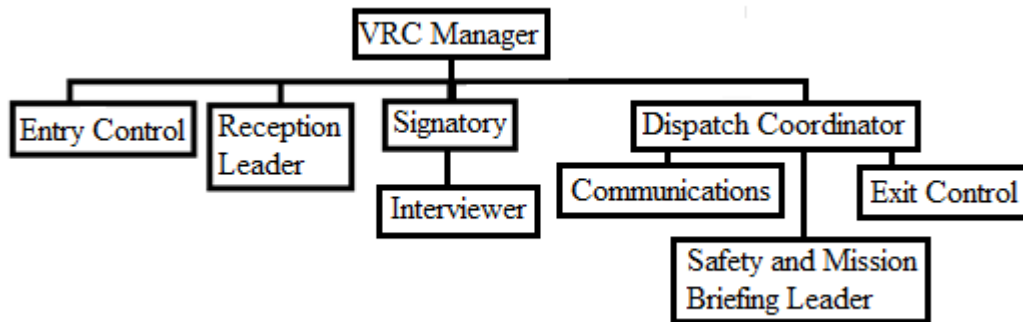 VRC Manager
Entry Control
Reception
Leader
Signatory
Dispatch Coordinator
Interviewer
Communications
Exit Control
Safety and Mission
Briefing Leader